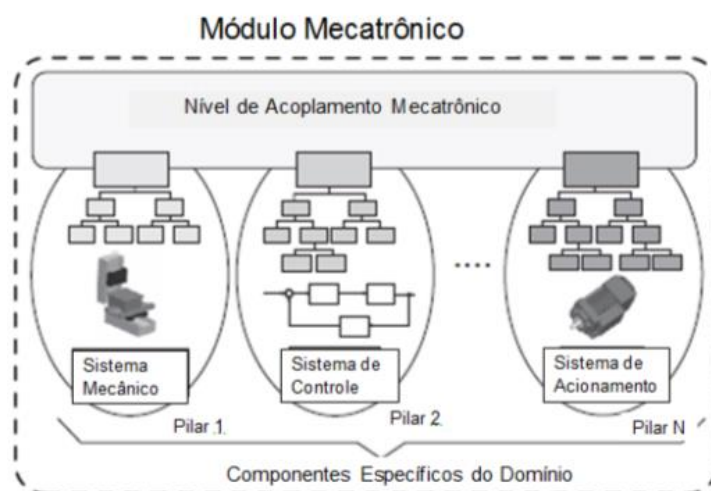 Módulo Mecatrônico
Nível de Acoplamento Mecatrônico
Sistema
Mecânico
Sistema de
Controle
Sistema de
Acionamento
Pilar 1.
Pilar 2.
Pilar N
Componentes Específicos do Domínio